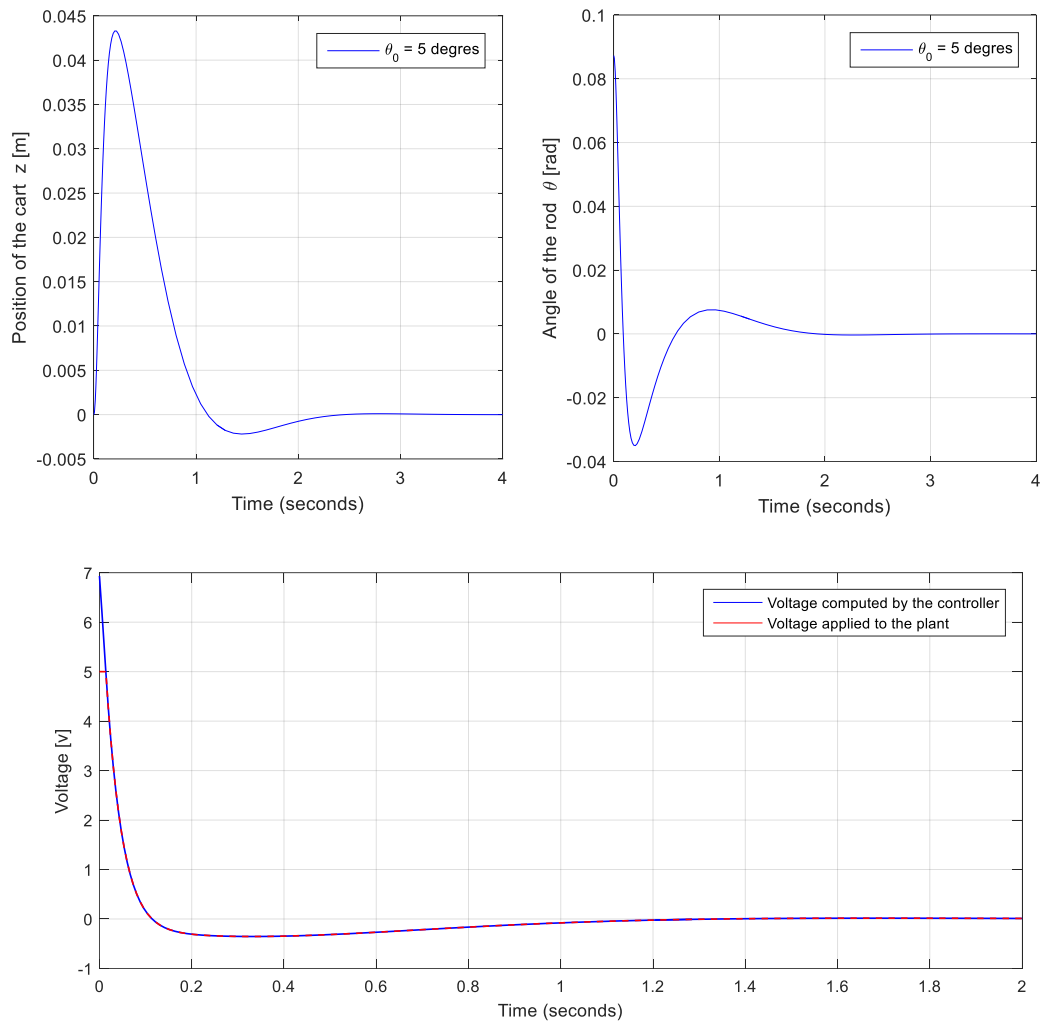 0.045
0.04
0.035
0.03
0.025
0.02
0.015
0.01
0.005
0
-0.005
Position of the cart z [m]
θ0 = 5 degres
0 1 2 3 4
Time (seconds)
0.1
0.08
0.06
0.04
0.02
0
-0.02
-0.04
Angle of the rod θ [rad]
θ0 = 5 degres
0 1 2 3 4
Time (seconds)
7
6
5
4
3
2
1
0
-1
Voltage [v]
Voltage computed by the controller
Voltage applied to the plant
0 0.2 0.4 0.6 0.8 1 1.2 1.4 1.6 1.8 2
Time (seconds)